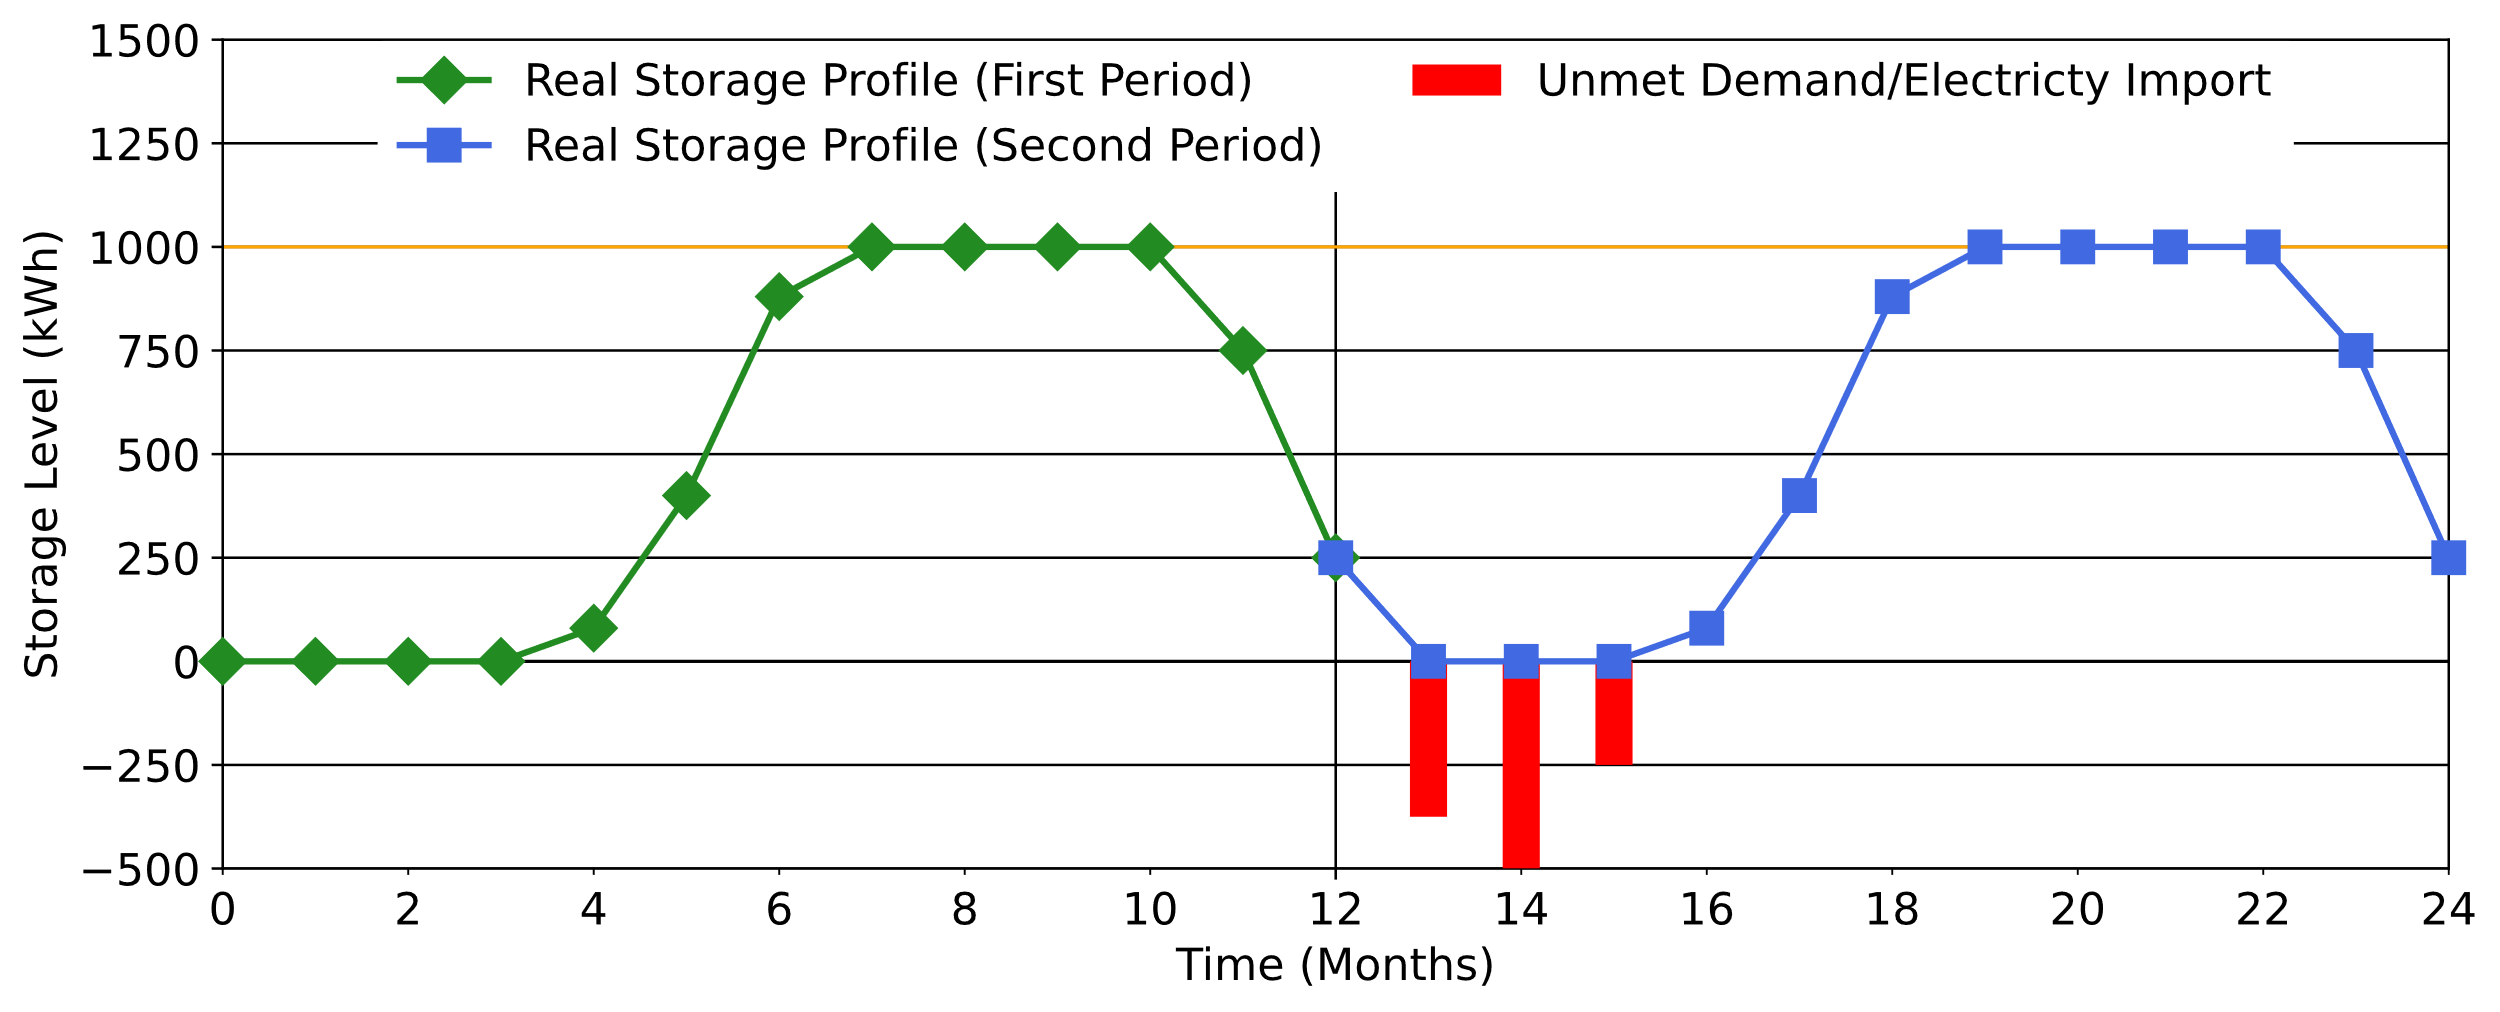 1500
1250
1000
750
500
250
0
−250
−500
Storage Level (kWh)
Real Storage Profile (First Period)
Real Storage Profile (Second Period)
Unmet Demand/Electricty Import
0 2 4 6 8 10 12 14 16 18 20 22 24
Time (Months)